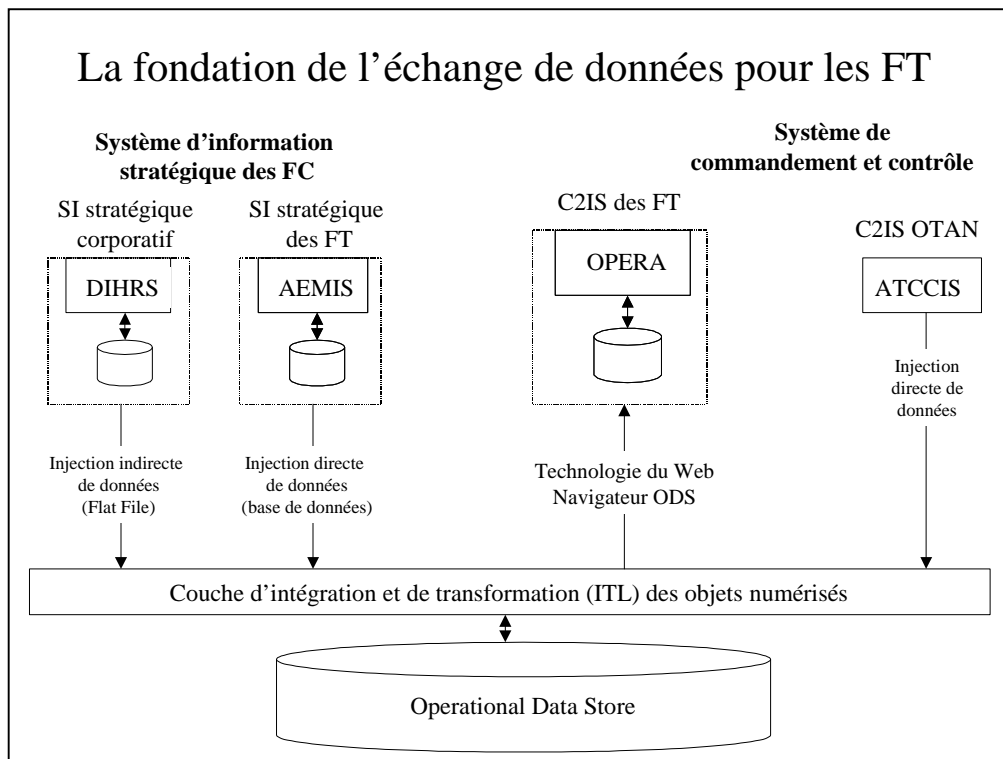 La fondation de l’échange de données pour les FT
Système d’information
stratégique des FC
Système de
commandement et contrôle
SI stratégique
corporatif
SI stratégique
des FT
C2IS des FT
C2IS OTAN
DIHRS
AEMIS
OPERA
ATCCIS
Injection indirecte
de données
(Flat File)
Injection directe
de données
(base de données)
Technologie du Web
Navigateur ODS
Injection
directe de
données
Couche d’intégration et de transformation (ITL) des objets numérisés
Operational Data Store